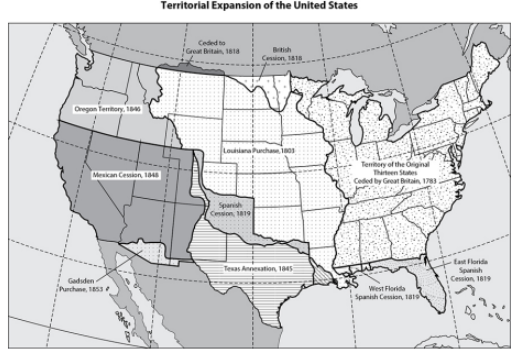 Territorial Expansion of the United States
Ceded to
Great Britain, 1818
British
Cession, 1818
Oregon Territory, 1846
Louisiana Purchase, 1803
Territory of the Original
Thirteen States
Ceded by Great Britain, 1783
Mexican Cession, 1848
Spanish
Cession, 1819
Texas Annexation, 1845
Gadsden
Purchase, 1853
West Florida
Spanish Cession, 1819
East Florida
Spanish
Cession, 1819